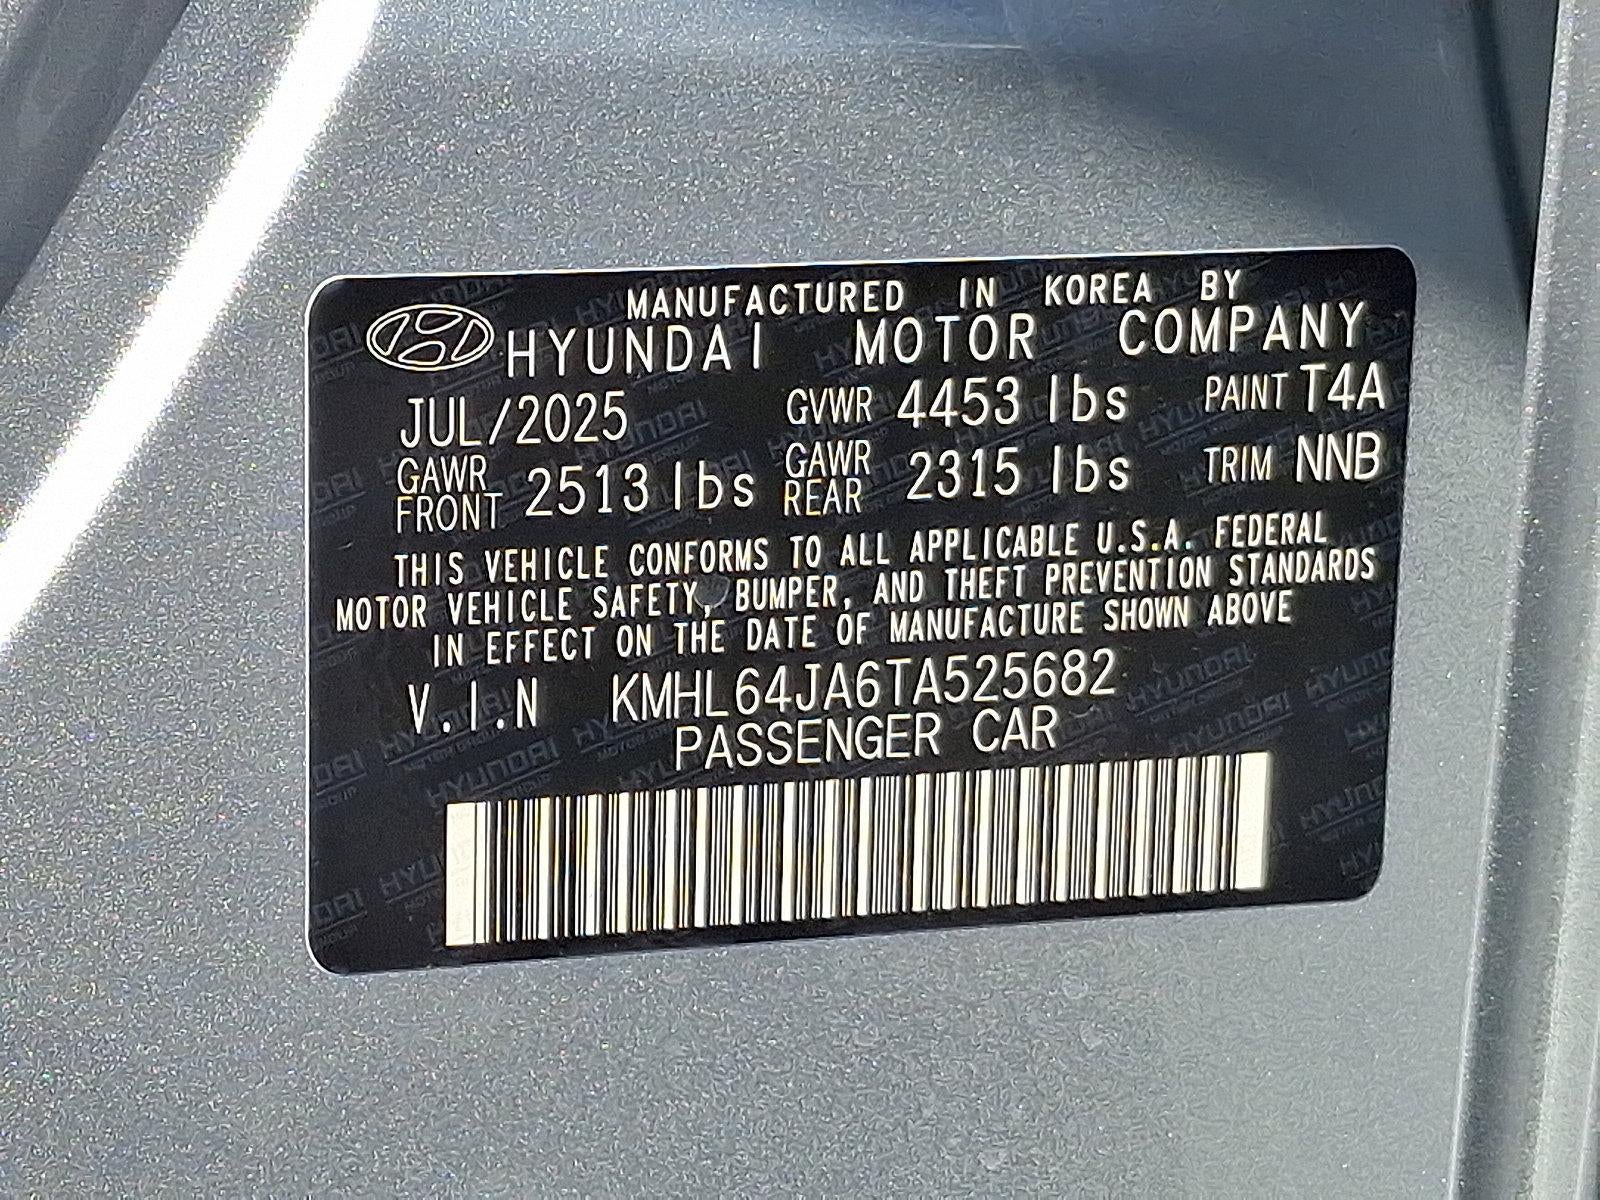 MANUFACTURED IN KOREA BY
HYUNDAI MOTOR COMPANY
JUL/2025 GVWR 4453 lbs PAINT T4A
GAWR FRONT 2513 lbs GAWR REAR 2315 lbs TRIM NNB
THIS VEHICLE CONFORMS TO ALL APPLICABLE U.S.A. FEDERAL
MOTOR VEHICLE SAFETY, BUMPER, AND THEFT PREVENTION STANDARDS
IN EFFECT ON THE DATE OF MANUFACTURE SHOWN ABOVE
V.I.N KMHL64JA6TA525682
PASSENGER CAR